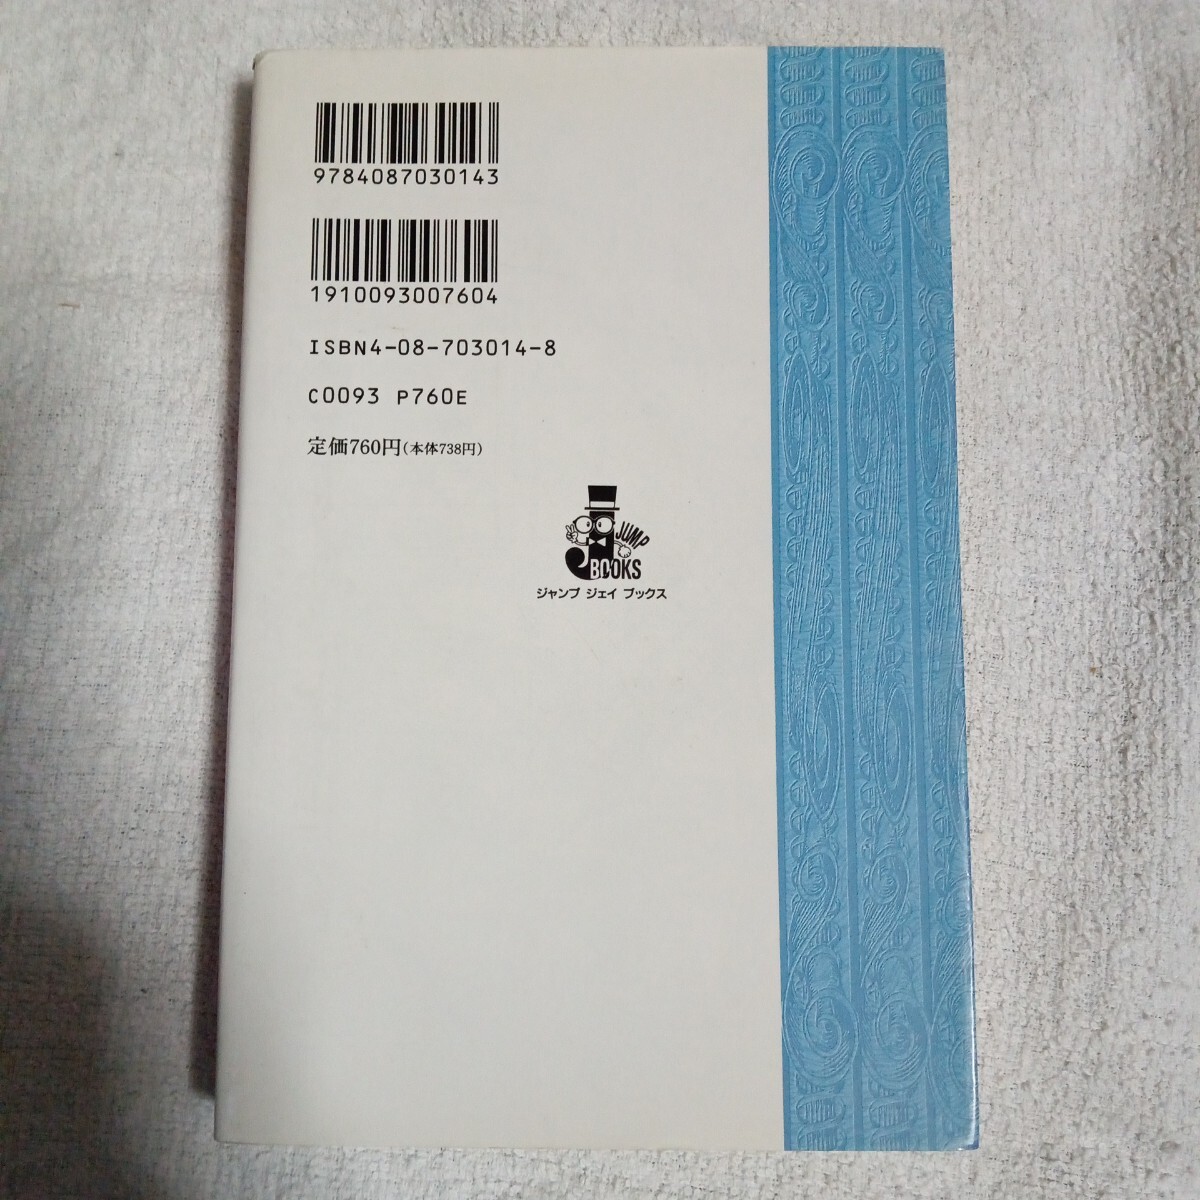 9784087030143
1910093007604
ISBN4-08-703014-8
C0093 P760E
定価760円(本体738円)
JUMP
BOOKS
ジャンプ ジェイ ブックス